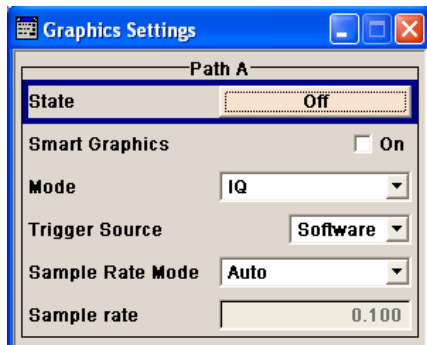 Graphics Settings
Path A
State Off
Smart Graphics On
Mode IQ
Trigger Source Software
Sample Rate Mode Auto
Sample rate 0.100